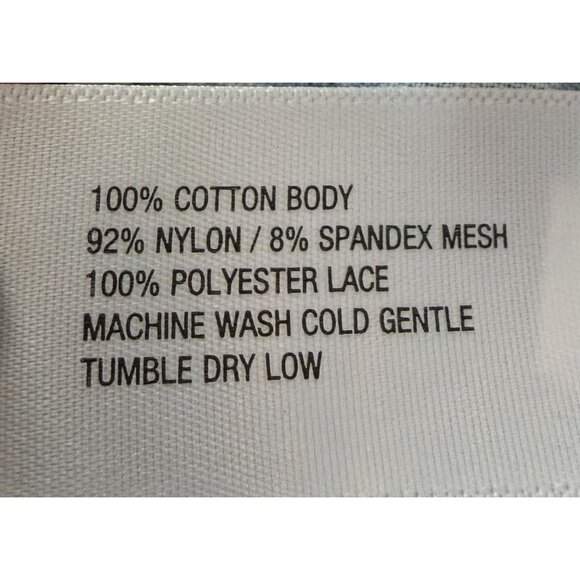 100% COTTON BODY
92% NYLON / 8% SPANDEX MESH
100% POLYESTER LACE
MACHINE WASH COLD GENTLE
TUMBLE DRY LOW